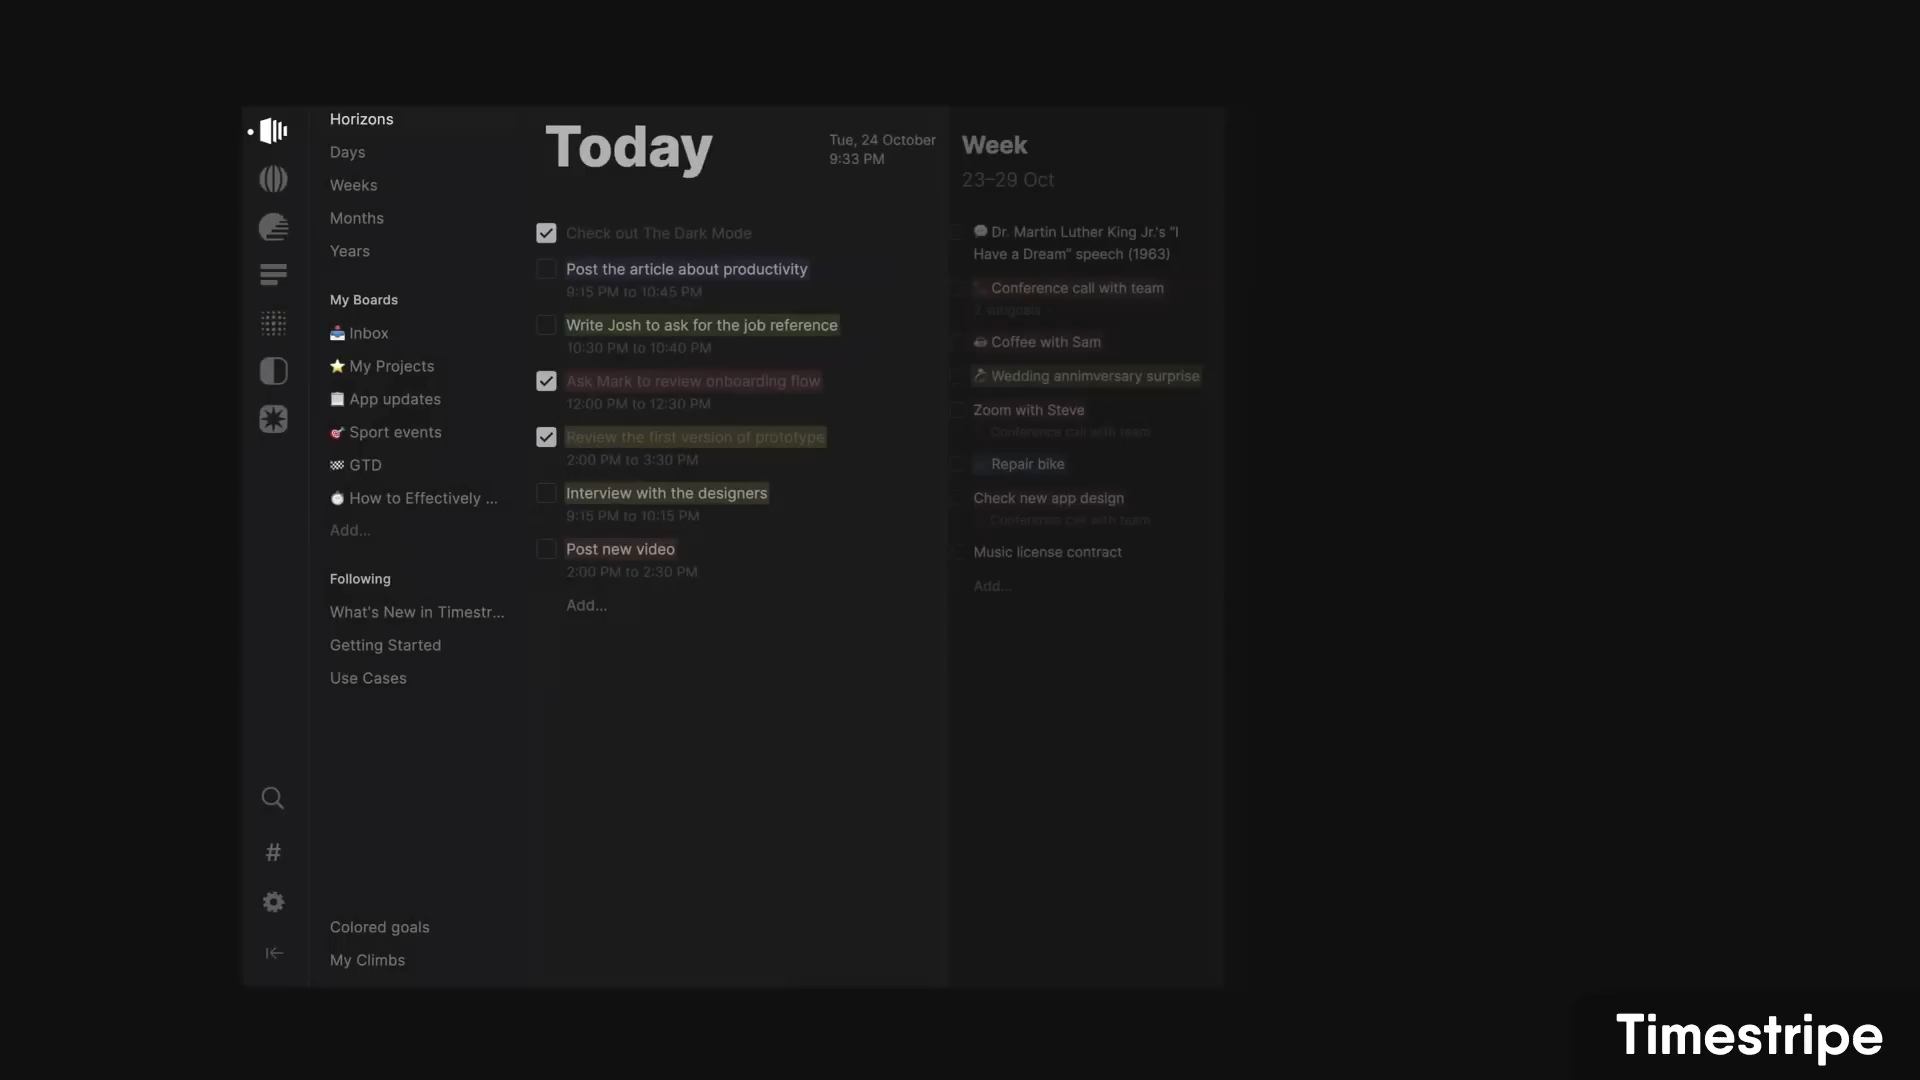 Horizons
Days
Weeks
Months
Years
My Boards
Inbox
My Projects
App updates
Sport events
GTD
How to Effectively ...
Add...
Following
What's New in Timestr...
Getting Started
Use Cases
#
Colored goals
My Climbs
Today
Tue, 24 October
9:33 PM
Check out The Dark Mode
Post the article about productivity
9:15 PM to 10:45 PM
Write Josh to ask for the job reference
10:30 PM to 10:40 PM
Ask Mark to review onboarding flow
12:00 PM to 12:30 PM
Review the first version of prototype
2:00 PM to 3:30 PM
Interview with the designers
9:15 PM to 10:15 PM
Post new video
2:00 PM to 2:30 PM
Add...
Week
23–29 Oct
Dr. Martin Luther King Jr.'s "I
Have a Dream" speech (1963)
Conference call with team
Coffee with Sam
Wedding annimversary surprise
Zoom with Steve
Conference call with team
Repair bike
Check new app design
Conference call with team
Music license contract
Add...
Timestripe